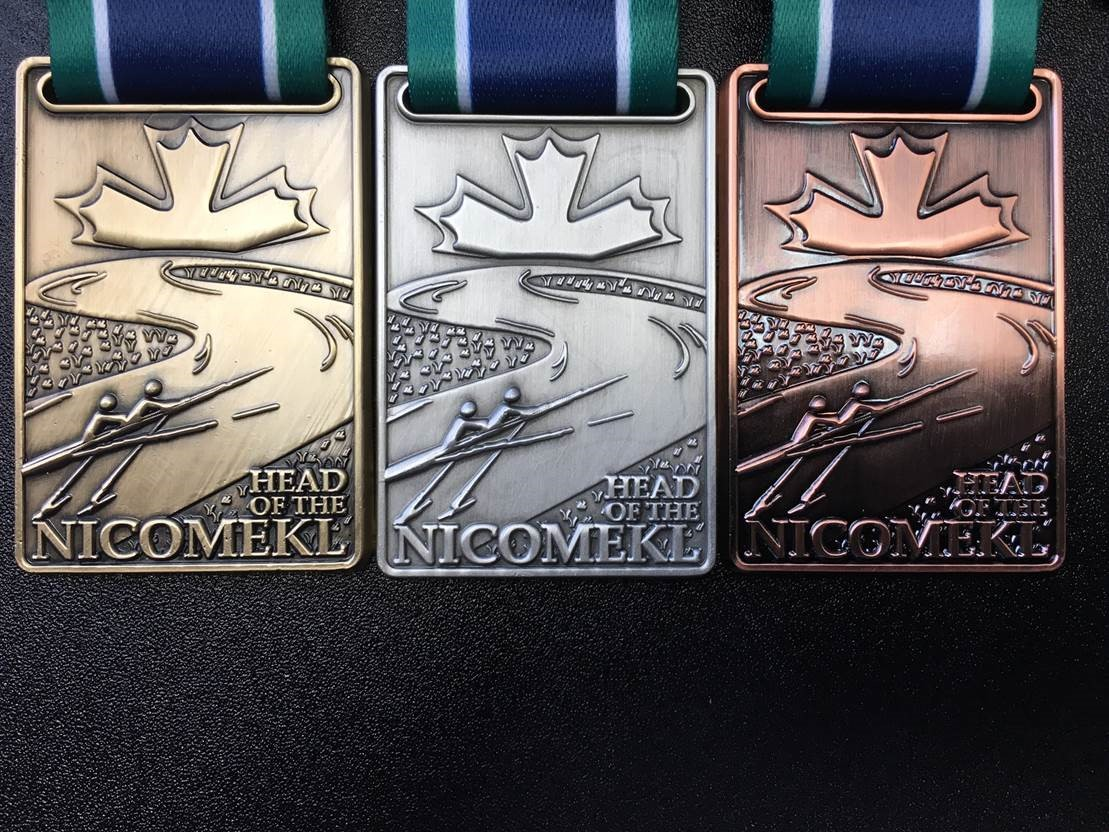 HEAD
OF THE
NICOMEKL
HEAD
OF THE
NICOMEKL
HEAD
OF THE
NICOMEKL